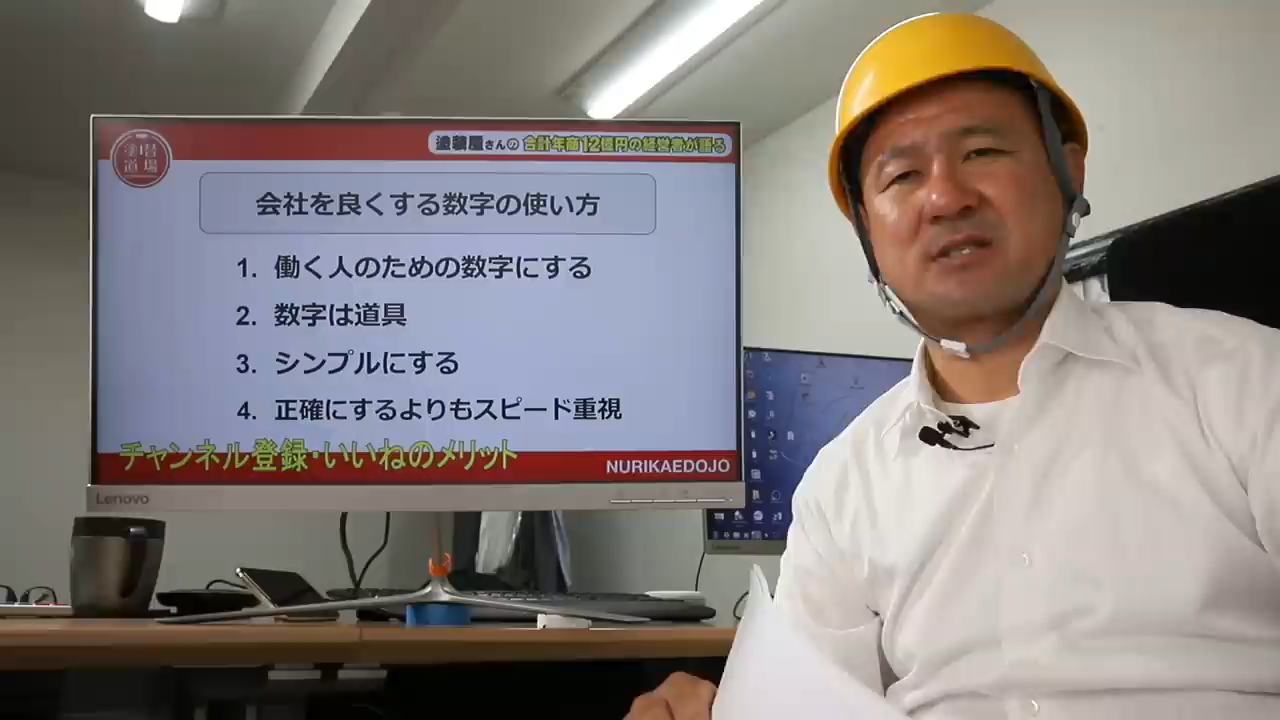 塗装屋さんの 合計年商12億円の経営者が語る
塗替
道場
会社を良くする数字の使い方
1. 働く人のための数字にする
2. 数字は道具
3. シンプルにする
4. 正確にするよりもスピード重視
チャンネル登録・いいねのメリット
NURIKAEDOJO
Lenovo